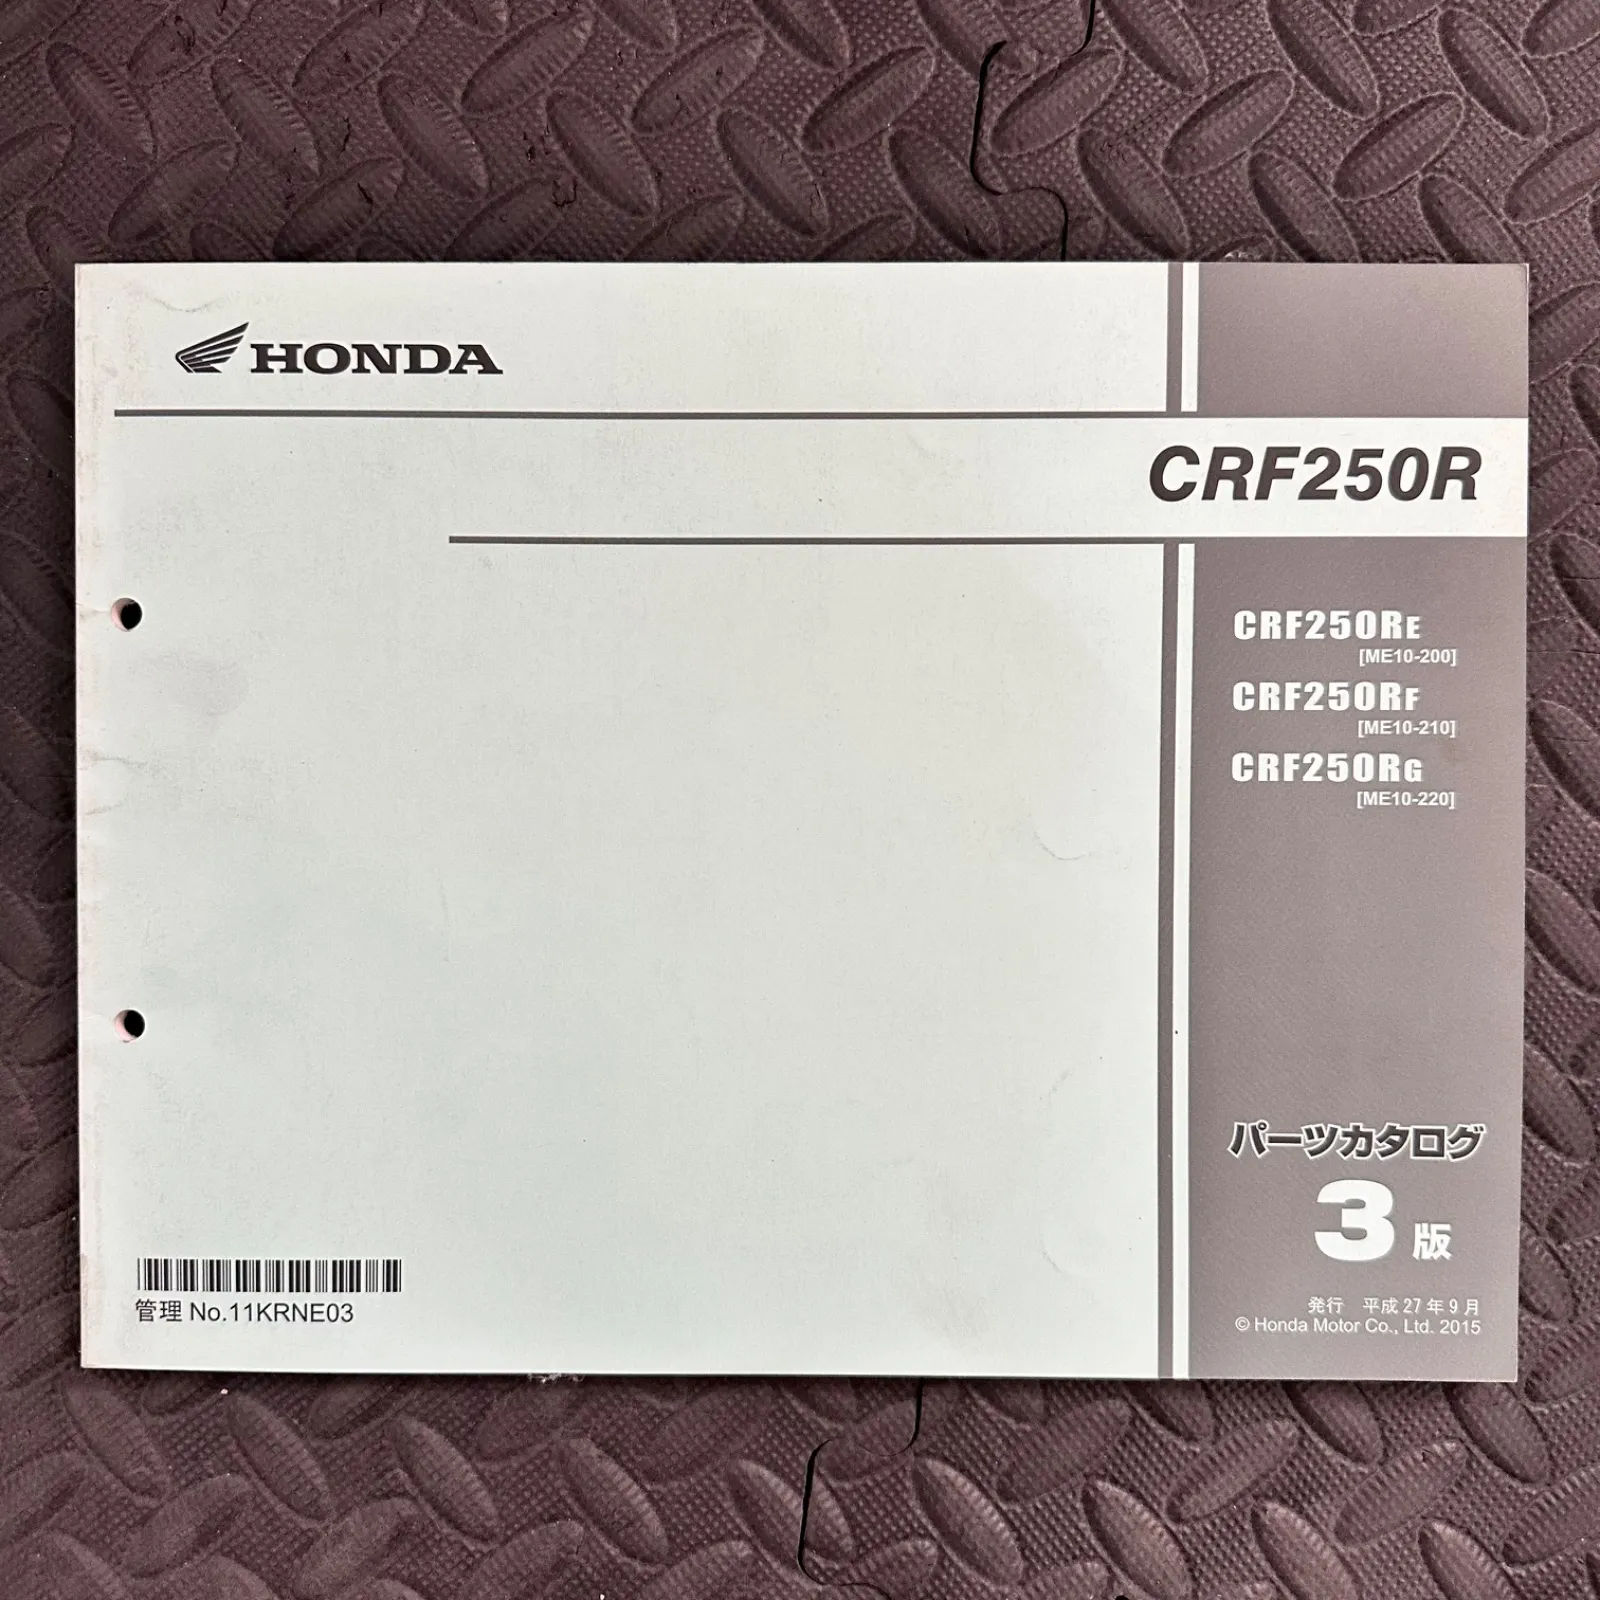 HONDA
CRF250R
CRF250RE
[ME10-200]
CRF250RF
[ME10-210]
CRF250RG
[ME10-220]
パーツカタログ
3版
発行 平成27年9月
© Honda Motor Co., Ltd. 2015
管理 No.11KRNE03